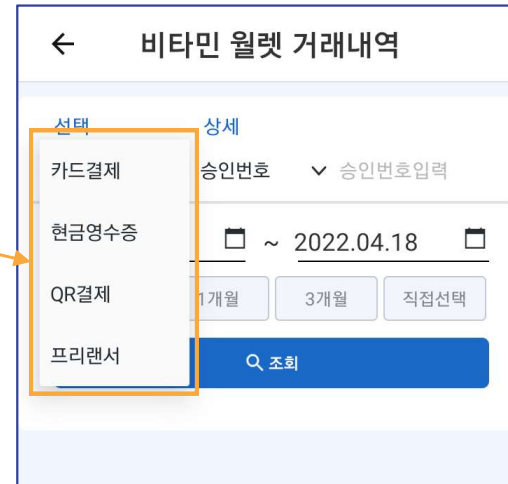 비타민 월렛 거래내역
선택 상세
카드결제 승인번호 승인번호입력
현금영수증 ~ 2022.04.18
QR결제 1개월 3개월 직접선택
프리랜서 조회